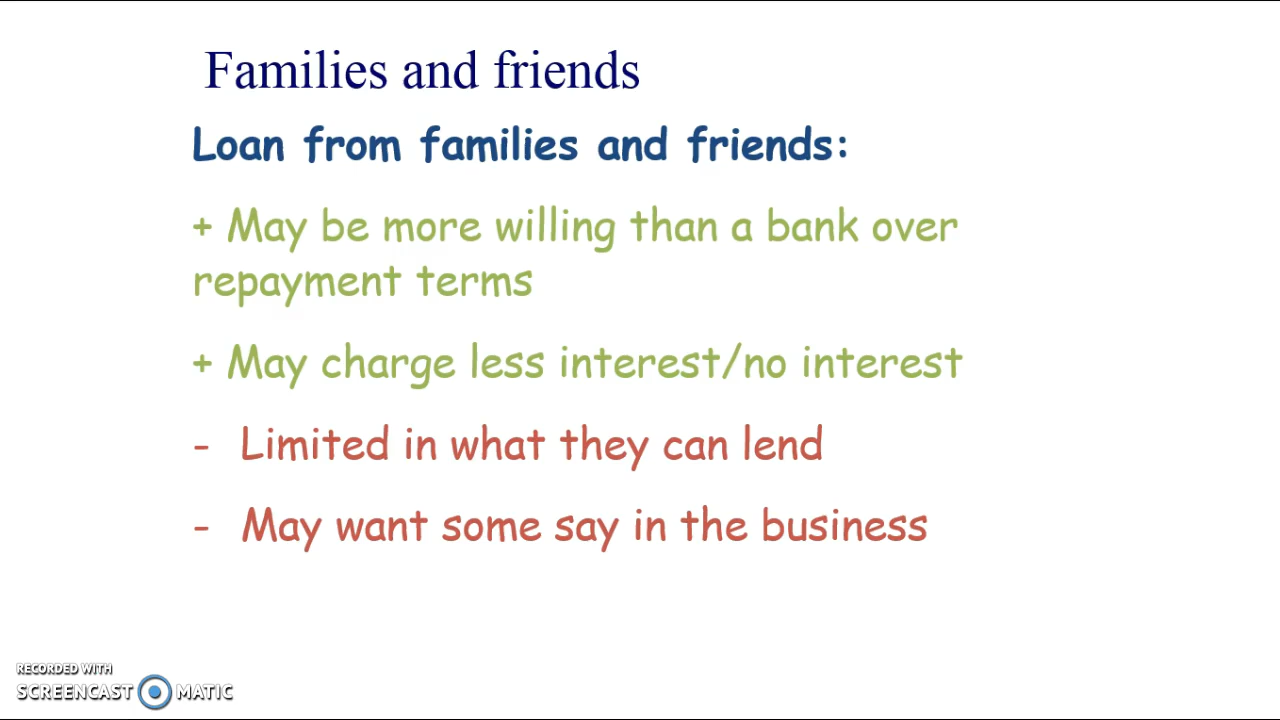 Families and friends
Loan from families and friends:
+ May be more willing than a bank over
repayment terms
+ May charge less interest/no interest
- Limited in what they can lend
- May want some say in the business
RECORDED WITH
SCREENCAST MATIC